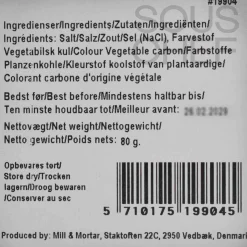 #19904
SOUS CHEF
Ingredienser/Ingredients/Zutaten/Ingrediënten/
Ingrédients: Salt/Salz/Zout/Sel (NaCl), Farvestof
Vegetabilsk kul/Colour Vegetable carbon/Farbstoffe
Planzenkohle/Kleurstof koolstof van plantaardige/
Colorant carbone d'origine végétale
Bedst før/Best before/Mindestens haltbar bis/
Ten minste houdbaar tot/Meilleur avant: 26.02.2029
Nettovægt/Net weight/Nettogewicht/
Netto gewicht/Poids nete: 80 g.
Opbevares tørt/
Store dry/Trocken
lagern/Droog bewaren
/Conserver au sec
5 710175 199045
Produced by: Mill & Mortar, Staktoften 22C, 2950 Vedbæk, Denmark